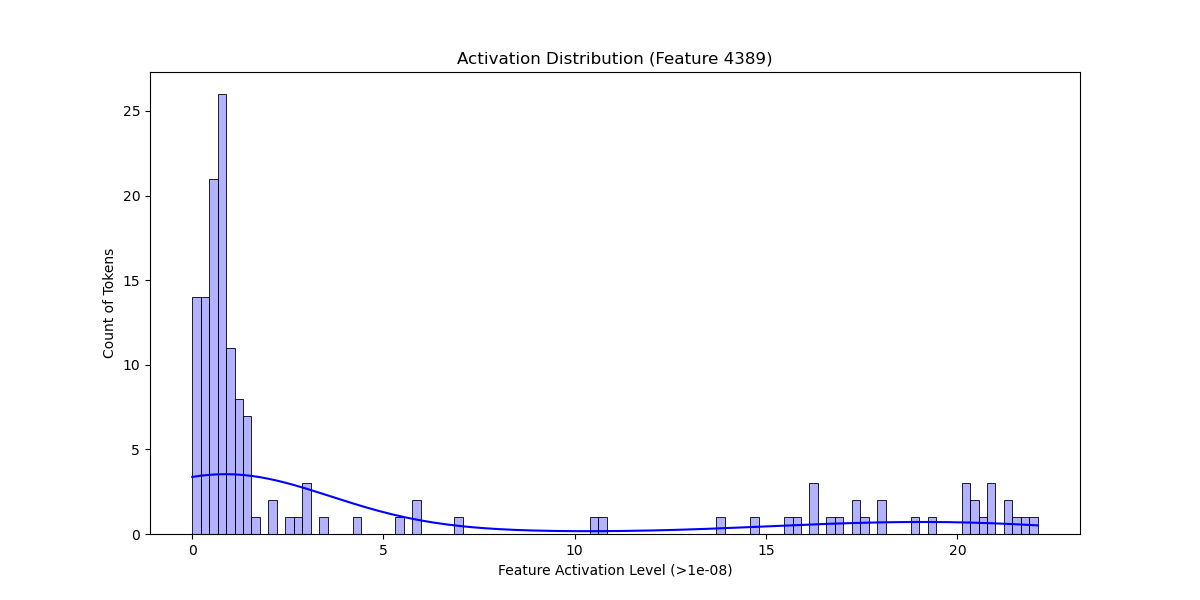 Activation Distribution (Feature 4389)
25
20
15
10
5
0
Count of Tokens
0 5 10 15 20
Feature Activation Level (>1e-08)